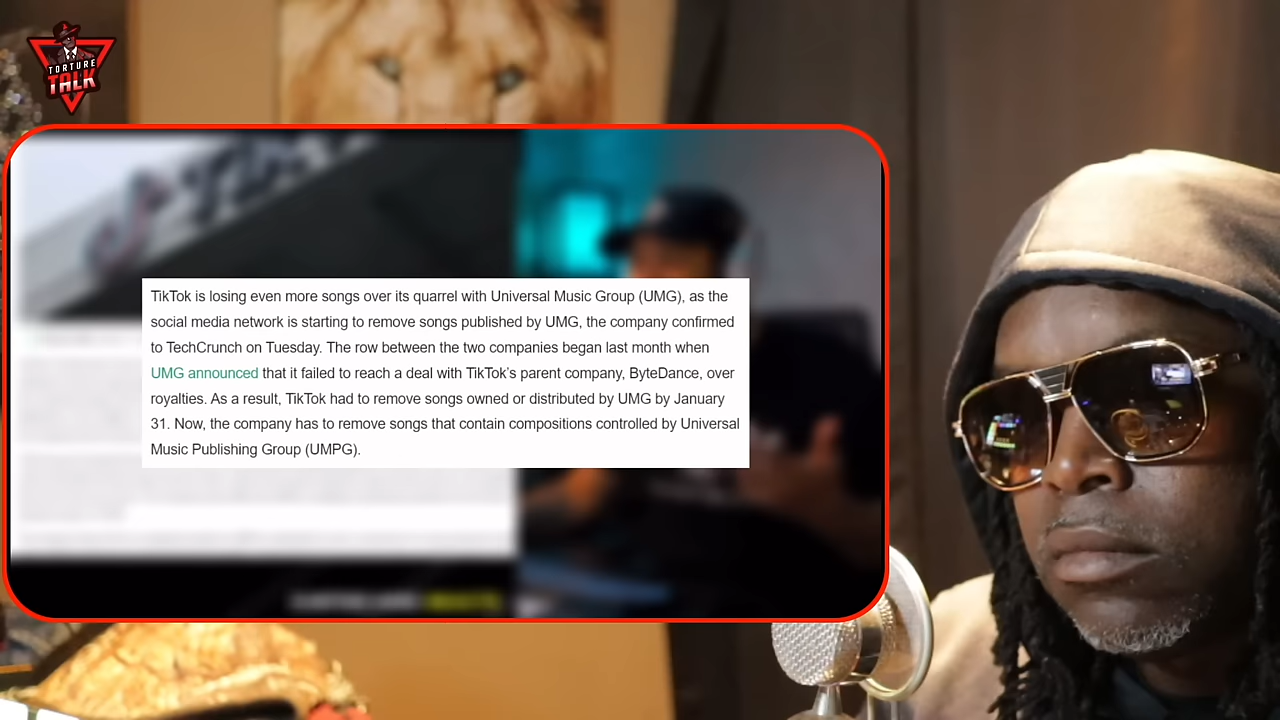 TORTURE
TALK
TikTok is losing even more songs over its quarrel with Universal Music Group (UMG), as the
social media network is starting to remove songs published by UMG, the company confirmed
to TechCrunch on Tuesday. The row between the two companies began last month when
UMG announced that it failed to reach a deal with TikTok’s parent company, ByteDance, over
royalties. As a result, TikTok had to remove songs owned or distributed by UMG by January
31. Now, the company has to remove songs that contain compositions controlled by Universal
Music Publishing Group (UMPG).